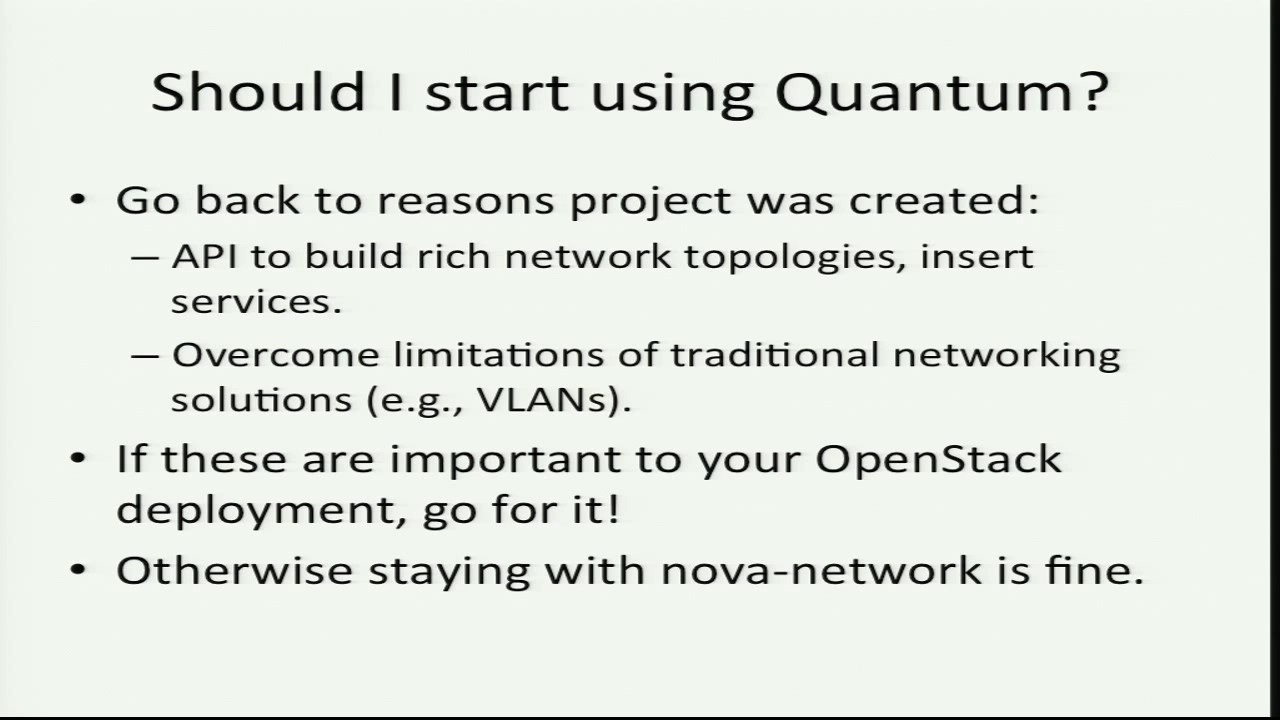 Should I start using Quantum?
• Go back to reasons project was created:
– API to build rich network topologies, insert
services.
– Overcome limitations of traditional networking
solutions (e.g., VLANs).
• If these are important to your OpenStack
deployment, go for it!
• Otherwise staying with nova-network is fine.